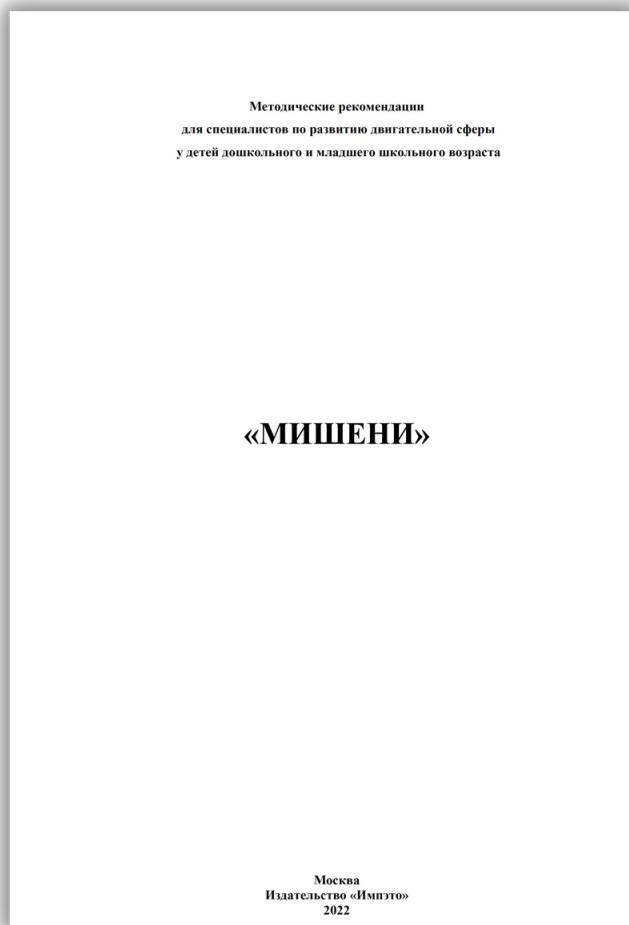 Методические рекомендации
для специалистов по развитию двигательной сферы
у детей дошкольного и младшего школьного возраста
«МИШЕНИ»
Москва
Издательство «Импэто»
2022